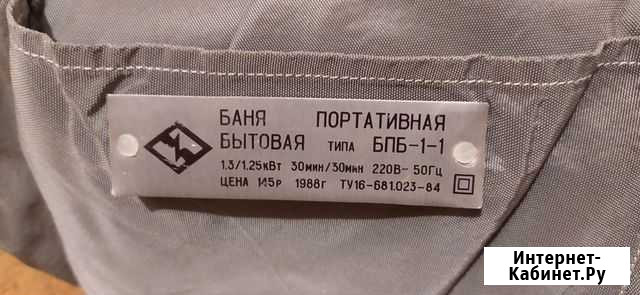 БАНЯ ПОРТАТИВНАЯ
БЫТОВАЯ ТИПА БПБ-1-1
1.3/1.25кВт 30мин/30мин 220В-50Гц
ЦЕНА 145р 1988г ТУ16-681.023-84
Интернет-
Кабинет.Ру